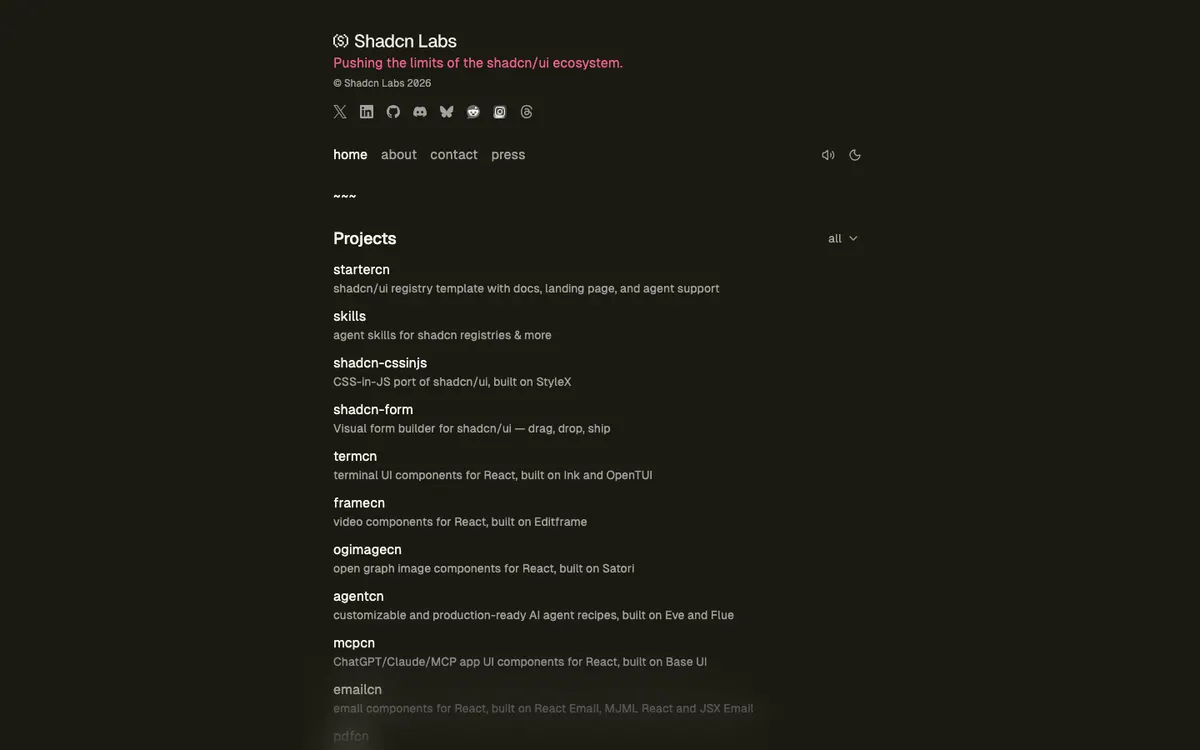 Shadcn Labs
Pushing the limits of the shadcn/ui ecosystem.
© Shadcn Labs 2026
home about contact press
~~~
Projects
all
startercn
shadcn/ui registry template with docs, landing page, and agent support
skills
agent skills for shadcn registries & more
shadcn-cssinjs
CSS-in-JS port of shadcn/ui, built on StyleX
shadcn-form
Visual form builder for shadcn/ui — drag, drop, ship
termcn
terminal UI components for React, built on Ink and OpenTUI
framecn
video components for React, built on Editframe
ogimagecn
open graph image components for React, built on Satori
agentcn
customizable and production-ready AI agent recipes, built on Eve and Flue
mcpcn
ChatGPT/Claude/MCP app UI components for React, built on Base UI
emailcn
email components for React, built on React Email, MJML React and JSX Email
pdfcn